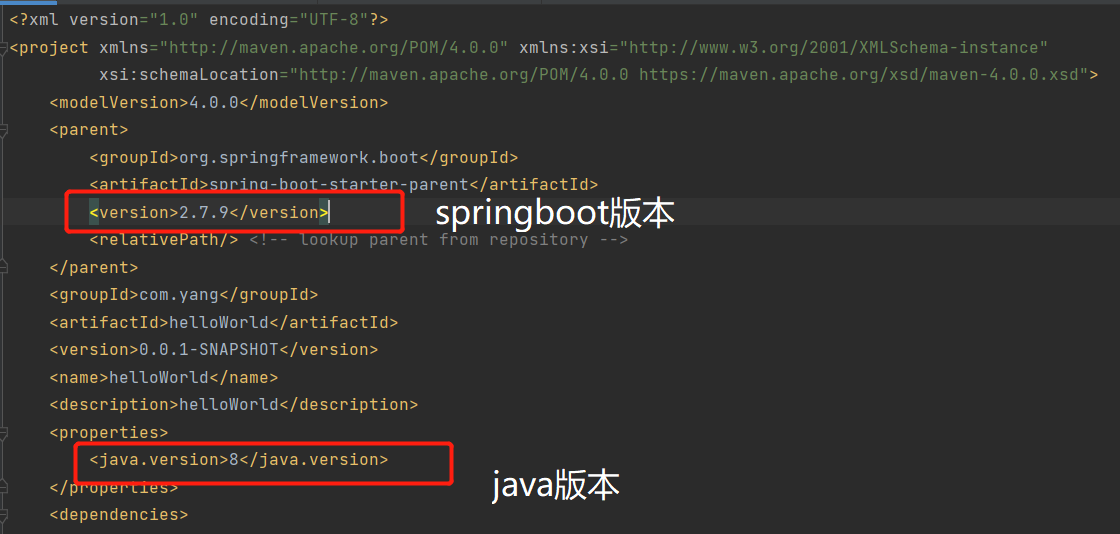 <?xml version="1.0" encoding="UTF-8"?>
<project xmlns="http://maven.apache.org/POM/4.0.0" xmlns:xsi="http://www.w3.org/2001/XMLSchema-instance"
xsi:schemaLocation="http://maven.apache.org/POM/4.0.0 https://maven.apache.org/xsd/maven-4.0.0.xsd">
<modelVersion>4.0.0</modelVersion>
<parent>
<groupId>org.springframework.boot</groupId>
<artifactId>spring-boot-starter-parent</artifactId>
<version>2.7.9</version> springboot版本
<relativePath/> <!-- lookup parent from repository -->
</parent>
<groupId>com.yang</groupId>
<artifactId>helloWorld</artifactId>
<version>0.0.1-SNAPSHOT</version>
<name>helloWorld</name>
<description>helloWorld</description>
<properties>
<java.version>8</java.version>
java版本
</properties>
<dependencies>